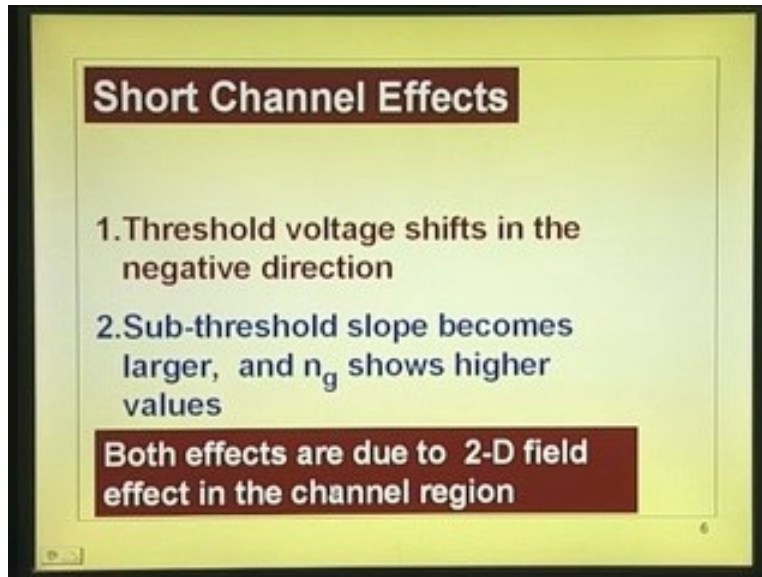 Short Channel Effects
1.Threshold voltage shifts in the
negative direction
2.Sub-threshold slope becomes
larger, and ng shows higher
values
Both effects are due to 2-D field
effect in the channel region
6